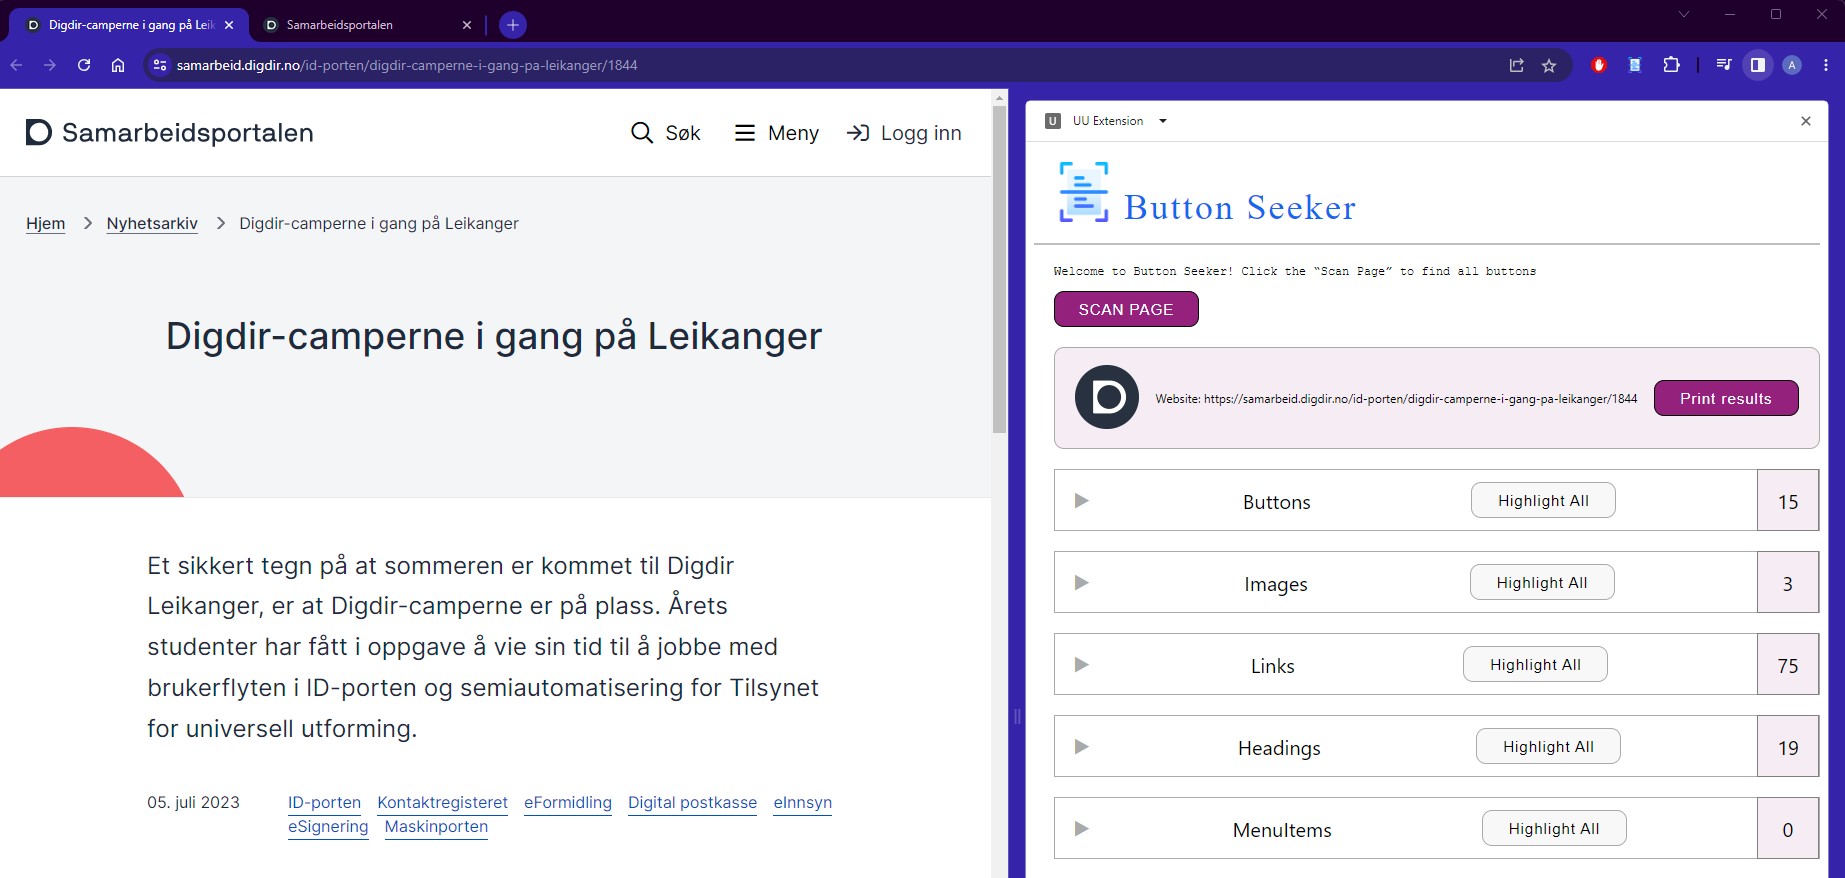 Digdir-camperne i gang på Leik
Samarbeidsportalen
samarbeid.digdir.no/id-porten/digdir-camperne-i-gang-pa-leikanger/1844
A
Samarbeidsportalen
Søk
Meny
Logg inn
Hjem
Nyhetsarkiv
Digdir-camperne i gang på Leikanger
Digdir-camperne i gang på Leikanger
Et sikkert tegn på at sommeren er kommet til Digdir
Leikanger, er at Digdir-camperne er på plass. Årets
studenter har fått i oppgave å vie sin tid til å jobbe med
brukerflyten i ID-porten og semiautomatisering for Tilsynet
for universell utforming.
05. juli 2023
ID-porten Kontaktregisteret eFormidling Digital postkasse eInnsyn
eSignering Maskinporten
U UU Extension
Button Seeker
Welcome to Button Seeker! Click the “Scan Page” to find all buttons
SCAN PAGE
Website: https://samarbeid.digdir.no/id-porten/digdir-camperne-i-gang-pa-leikanger/1844
Print results
Buttons Highlight All 15
Images Highlight All 3
Links Highlight All 75
Headings Highlight All 19
MenuItems Highlight All 0